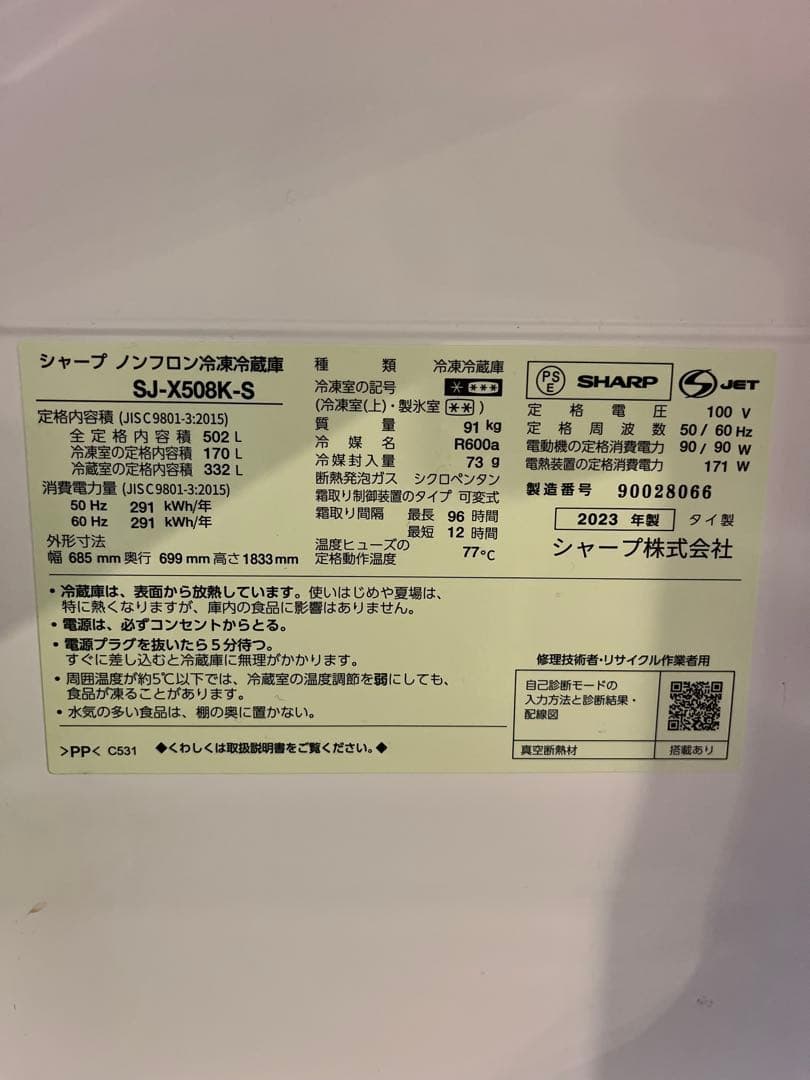 シャープ ノンフロン冷凍冷蔵庫
SJ-X508K-S
定格内容積 (JIS C 9801-3:2015)
全定格内容積 502 L
冷凍室の定格内容積 170 L
冷蔵室の定格内容積 332 L
消費電力量 (JIS C 9801-3:2015)
50 Hz 291 kWh/年
60 Hz 291 kWh/年
外形寸法
幅 685 mm 奥行 699 mm 高さ 1833 mm
種類 冷凍冷蔵庫
冷凍室の記号 * ***
(冷凍室(上)・製氷室 ** )
質量 91 kg
冷媒名 R600a
冷媒封入量 73 g
断熱発泡ガス シクロペンタン
霜取り制御装置のタイプ 可変式
霜取り間隔 最長 96 時間
最短 12 時間
温度ヒューズの
定格動作温度 77℃
PS
E
SHARP
S JET
定格電圧 100 V
定格周波数 50 / 60 Hz
電動機の定格消費電力 90 / 90 W
電熱装置の定格消費電力 171 W
製造番号 90028066
2023 年製 タイ製
シャープ株式会社
・冷蔵庫は、表面から放熱しています。使いはじめや夏場は、
特に熱くなりますが、庫内の食品に影響はありません。
・電源は、必ずコンセントからとる。
・電源プラグを抜いたら5分待つ。
すぐに差し込むと冷蔵庫に無理がかかります。
・周囲温度が約5℃以下では、冷蔵室の温度調節を弱にしても、
食品が凍ることがあります。
・水気の多い食品は、棚の奥に置かない。
>PP< C531 ◆くわしくは取扱説明書をご覧ください。◆
修理技術者・リサイクル作業者用
自己診断モードの
入力方法と診断結果・
配線図
真空断熱材 搭載あり